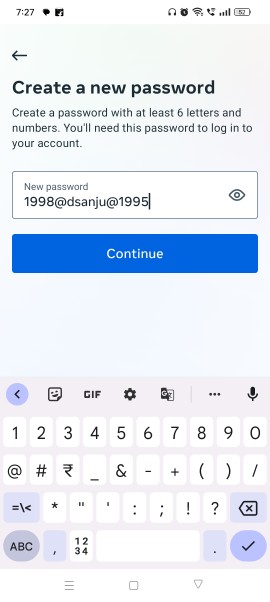 7:27
52
Create a new password
Create a password with at least 6 letters and
numbers. You'll need this password to log in to
your account.
New password
1998@dsanju@1995
Continue
GIF
1 2 3 4 5 6 7 8 9 0
@ # ₹ _ & - + ( ) /
=\< * " ' : ; ! ?
ABC , 12 34 .